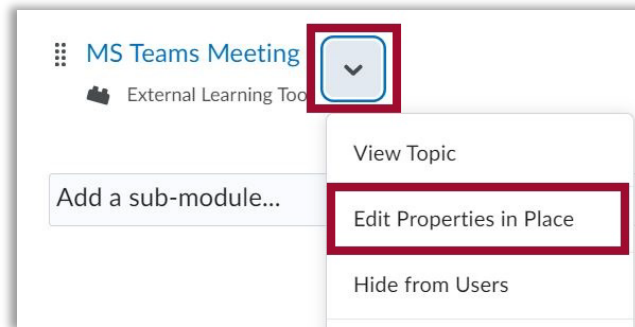 MS Teams Meeting
External Learning Too
View Topic
Add a sub-module...
Edit Properties in Place
Hide from Users